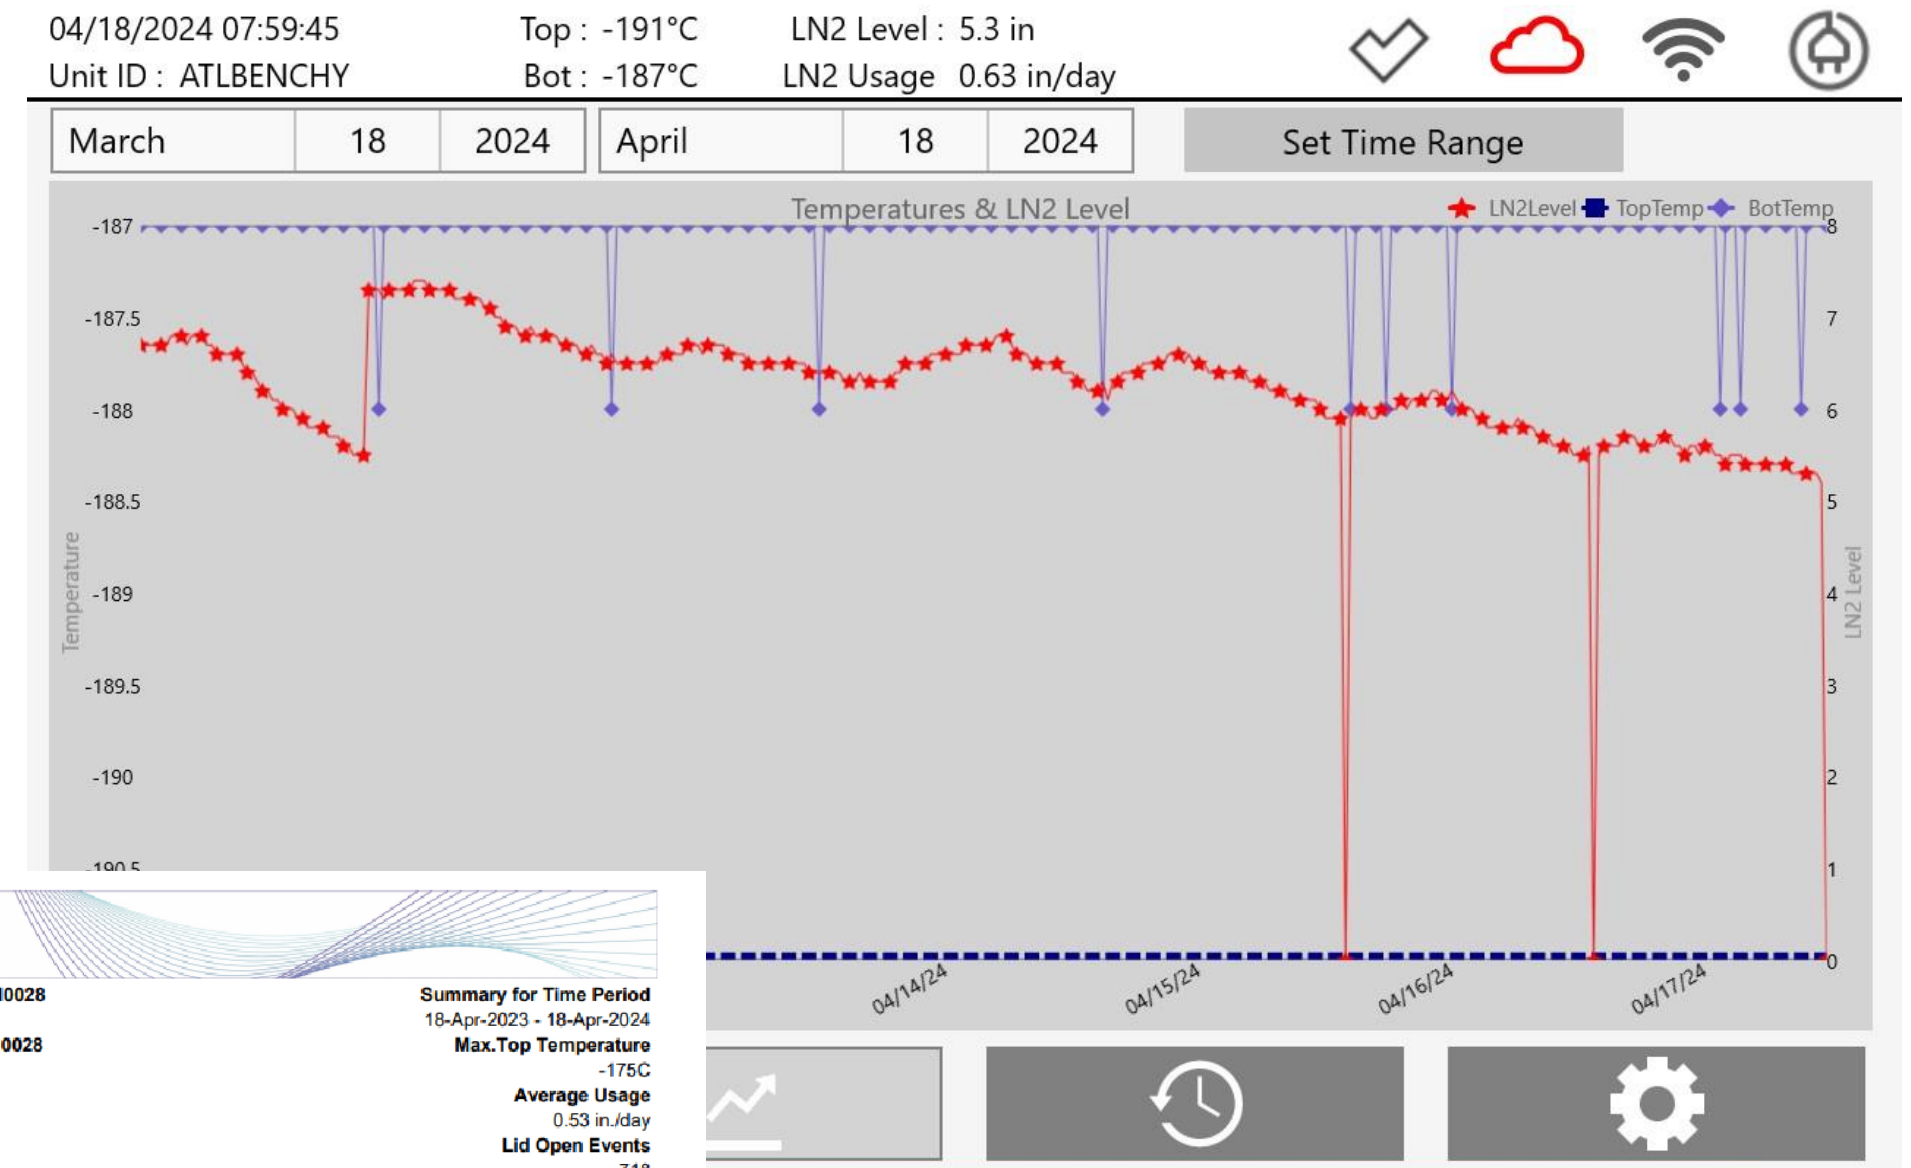 04/18/2024 07:59:45
Top : -191°C
LN2 Level : 5.3 in
Unit ID : ATLBENCHY
Bot : -187°C
LN2 Usage 0.63 in/day
March 18 2024
April 18 2024
Set Time Range
Temperatures & LN2 Level
LN2Level TopTemp BotTemp
-187
-187.5
-188
-188.5
-189
-189.5
-190
-190.5
Temperature
8
7
6
5
4
3
2
1
0
LN2 Level
04/14/24
04/15/24
04/16/24
04/17/24
0028
0028
Summary for Time Period
18-Apr-2023 - 18-Apr-2024
Max.Top Temperature
-175C
Average Usage
0.53 in./day
Lid Open Events